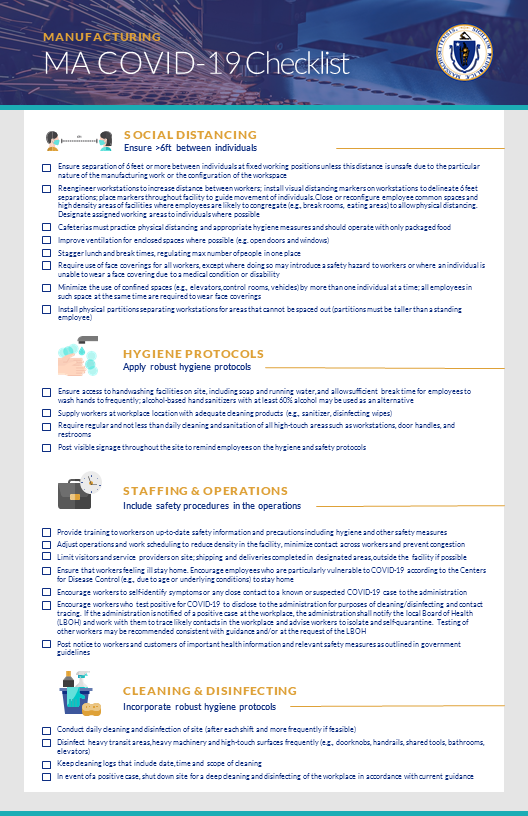 MANUFACTURING
MA COVID-19 Checklist
SOCIAL DISTANCING
Ensure >6ft between individuals
Ensure separation of 6 feet or more between individuals at fixed working positions unless this distance is unsafe due to the particular
nature of the manufacturing work or the configuration of the workspace
Reengineer workstations to increase distance between workers; install visual distancing markers on workstations to delineate 6 feet
separations; place markers throughout facility to guide movement of individuals. Close or reconfigure employee common spaces and
high density areas of facilities where employees are likely to congregate (e.g., break rooms, eating areas) to allow physical distancing.
Designate assigned working areas to individuals where possible
Cafeterias must practice physical distancing and appropriate hygiene measures and should operate with only packaged food
Improve ventilation for enclosed spaces where possible (e.g. open doors and windows)
Stagger lunch and break times, regulating max number of people in one place
Require use of face coverings for all workers, except where doing so may introduce a safety hazard to workers or where an individual is
unable to wear a face covering due to a medical condition or disability
Minimize the use of confined spaces (e.g., elevators, control rooms, vehicles) by more than one individual at a time; all employees in
such space at the same time are required to wear face coverings
Install physical partitions separating workstations for areas that cannot be spaced out (partitions must be taller than a standing
employee)
HYGIENE PROTOCOLS
Apply robust hygiene protocols
Ensure access to handwashing facilities on site, including soap and running water, and allow sufficient break time for employees to
wash hands to frequently; alcohol-based hand sanitizers with at least 60% alcohol may be used as an alternative
Supply workers at workplace location with adequate cleaning products (e.g., sanitizer, disinfecting wipes)
Require regular and not less than daily cleaning and sanitation of all high-touch areas such as workstations, door handles, and
restrooms
Post visible signage throughout the site to remind employees on the hygiene and safety protocols
STAFFING & OPERATIONS
Include safety procedures in the operations
Provide training to workers on up-to-date safety information and precautions including hygiene and other safety measures
Adjust operations and work scheduling to reduce density in the facility, minimize contact across workers and prevent congestion
Limit visitors and service providers on site; shipping and deliveries completed in designated areas, outside the facility if possible
Ensure that workers feeling ill stay home. Encourage employees who are particularly vulnerable to COVID-19 according to the Centers
for Disease Control (e.g., due to age or underlying conditions) to stay home
Encourage workers to self-identify symptoms or any close contact to a known or suspected COVID-19 case to the administration
Encourage workers who test positive for COVID-19 to disclose to the administration for purposes of cleaning/disinfecting and contact
tracing. If the administration is notified of a positive case at the workplace, the administration shall notify the local Board of Health
(LBOH) and work with them to trace likely contacts in the workplace and advise workers to isolate and self-quarantine. Testing of
other workers may be recommended consistent with guidance and/or at the request of the LBOH
Post notice to workers and customers of important health information and relevant safety measures as outlined in government
guidelines
CLEANING & DISINFECTING
Incorporate robust hygiene protocols
Conduct daily cleaning and disinfection of site (after each shift and more frequently if feasible)
Disinfect heavy transit areas, heavy machinery and high-touch surfaces frequently (e.g., doorknobs, handrails, shared tools, bathrooms,
elevators)
Keep cleaning logs that include date, time and scope of cleaning
In event of a positive case, shut down site for a deep cleaning and disinfecting of the workplace in accordance with current guidance